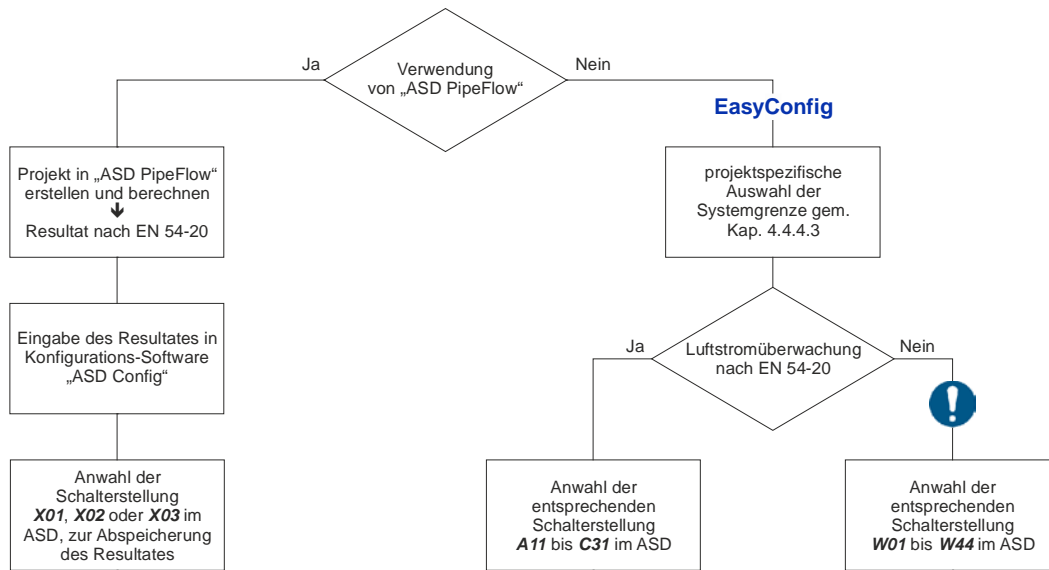 Verwendung
von „ASD PipeFlow“
Ja
Nein
EasyConfig
Projekt in „ASD PipeFlow“
erstellen und berechnen
Resultat nach EN 54-20
projektspezifische
Auswahl der
Systemgrenze gem.
Kap. 4.4.4.3
Eingabe des Resultates in
Konfigurations-Software
„ASD Config“
Luftstromüberwachung
nach EN 54-20
Ja
Nein
Anwahl der
Schalterstellung
X01, X02 oder X03 im
ASD, zur Abspeicherung
des Resultates
Anwahl der
entsprechenden
Schalterstellung
A11 bis C31 im ASD
Anwahl der
entsprechenden
Schalterstellung
W01 bis W44 im ASD